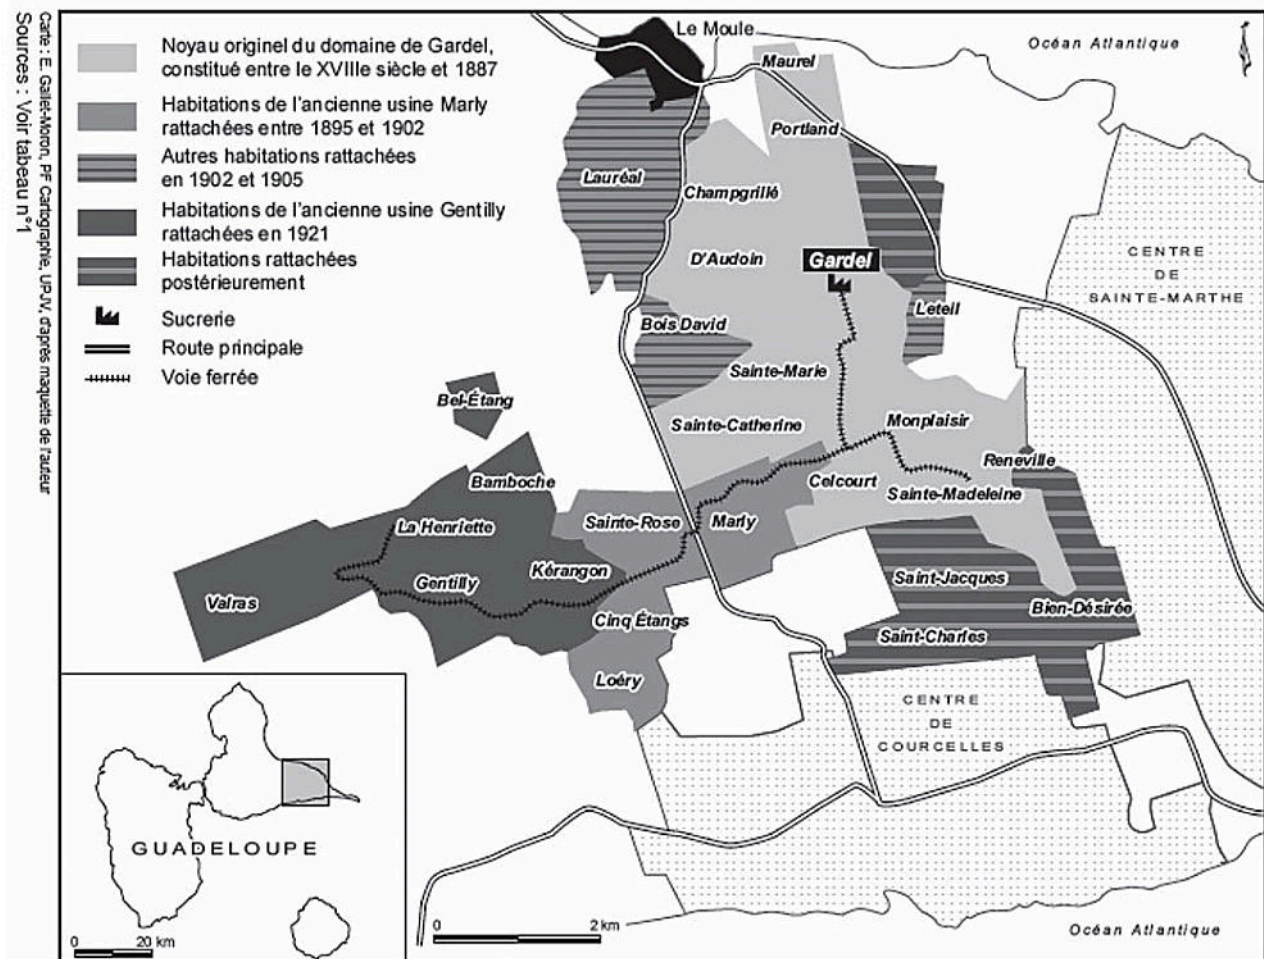 Carte : E. Gallet-Moron, PF Cartographie, UPJV, d'après maquette de l'auteur
Sources : Voir tabeau n°1
Noyau originel du domaine de Gardel,
constitué entre le XVIIIe siècle et 1887
Habitations de l'ancienne usine Marly
rattachées entre 1895 et 1902
Autres habitations rattachées
en 1902 et 1905
Habitations de l'ancienne usine Gentilly
rattachées en 1921
Habitations rattachées
postérieurement
Sucrerie
Route principale
Voie ferrée
Le Moule
Océan Atlantique
Maurel
Portland
Lauréal
Champgrillé
D'Audoin
Gardel
CENTRE
DE
SAINTE-MARTHE
Leteil
Bois David
Sainte-Marie
Bel-Étang
Sainte-Catherine
Monplaisir
Reneville
Bamboche
Celcourt
Sainte-Madeleine
La Henriette
Sainte-Rose
Marly
Kérangon
Gentilly
Saint-Jacques
Valras
Bien-Désirée
Cinq Étangs
Saint-Charles
Loéry
CENTRE
DE
COURCELLES
GUADELOUPE
0 20 km
0 2 km
Océan Atlantique